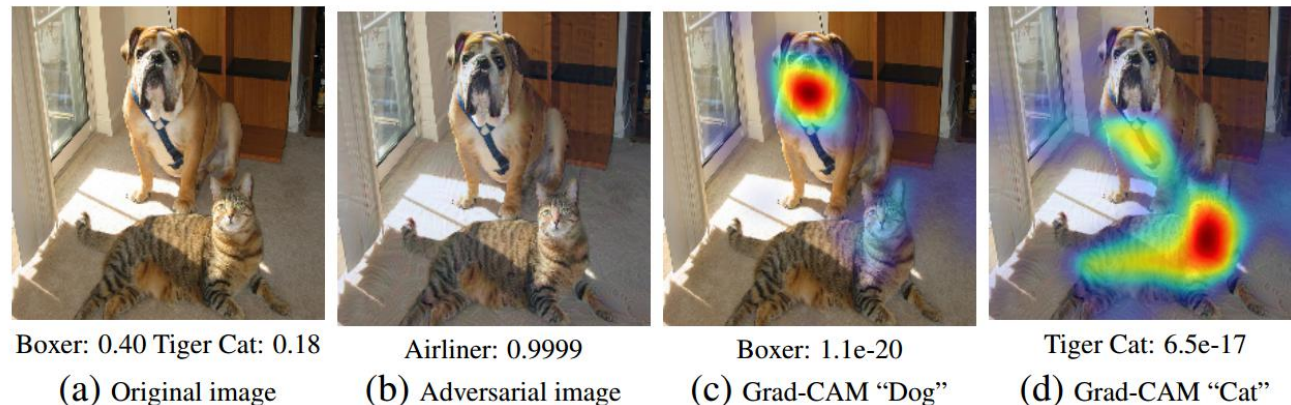 Boxer: 0.40 Tiger Cat: 0.18
Airliner: 0.9999
Boxer: 1.1e-20
Tiger Cat: 6.5e-17
(a) Original image
(b) Adversarial image
(c) Grad-CAM “Dog”
(d) Grad-CAM “Cat”